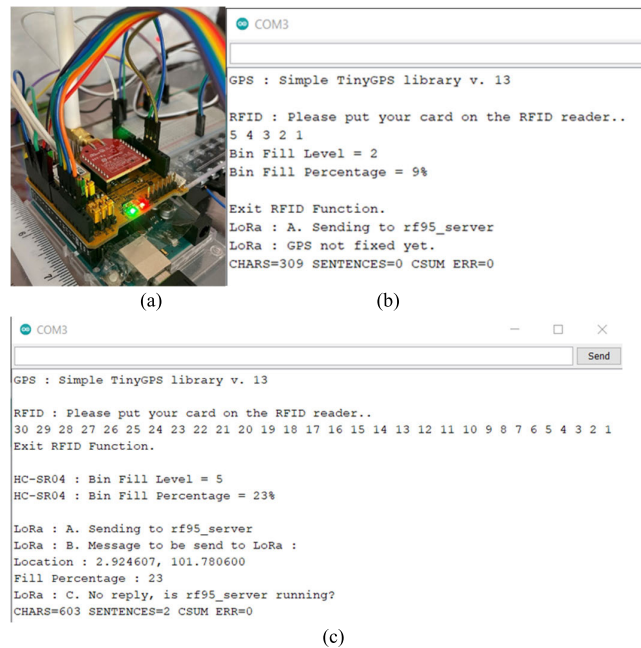 COM3
GPS : Simple TinyGPS library v. 13
RFID : Please put your card on the RFID reader..
5 4 3 2 1
Bin Fill Level = 2
Bin Fill Percentage = 9%
Exit RFID Function.
LoRa : A. Sending to rf95_server
LoRa : GPS not fixed yet.
CHARS=309 SENTENCES=0 CSUM ERR=0
(a)
(b)
COM3
Send
GPS : Simple TinyGPS library v. 13
RFID : Please put your card on the RFID reader..
30 29 28 27 26 25 24 23 22 21 20 19 18 17 16 15 14 13 12 11 10 9 8 7 6 5 4 3 2 1
Exit RFID Function.
HC-SR04 : Bin Fill Level = 5
HC-SR04 : Bin Fill Percentage = 23%
LoRa : A. Sending to rf95_server
LoRa : B. Message to be send to LoRa :
Location : 2.924607, 101.780600
Fill Percentage : 23
LoRa : C. No reply, is rf95_server running?
CHARS=603 SENTENCES=2 CSUM ERR=0
(c)